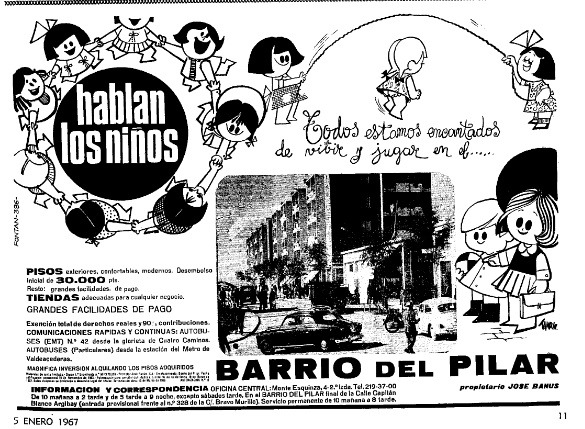 hablan
los niños
Todos estamos encantados
de vivir y jugar en el......
FONTAN-386-
PISOS exteriores, confortables, modernos. Desembolso
inicial de 30.000 pts.
Resto: grandes facilidades de pago.
TIENDAS adecuadas para cualquier negocio.
GRANDES FACILIDADES DE PAGO
Exención total de derechos reales y 90% contribuciones.
COMUNICACIONES RAPIDAS Y CONTINUAS: AUTOBU-
SES (EMT) N.º 42 desde la glorieta de Cuatro Caminos.
AUTOBUSES (Particulares) desde la estación del Metro de
Valdeacederas.
MAGNIFICA INVERSION ALQUILANDO LOS PISOS ADQUIRIDOS
BARRIO DEL PILAR
propietario JOSE BANUS
INFORMACION Y CORRESPONDENCIA OFICINA CENTRAL: Monte Esquinza, 4-2.º Izda. Tel. 219-37-00
De 10 mañana a 2 tarde y de 5 tarde a 9 noche, excepto sábados tarde. En el BARRIO DEL PILAR final de la Calle Capitán
Blanco Argibay (entrada provisional frente al n.º 328 de la C/. Bravo Murillo). Servicio permanente de 10 mañana a 8 tarde.
5 ENERO 1967
11